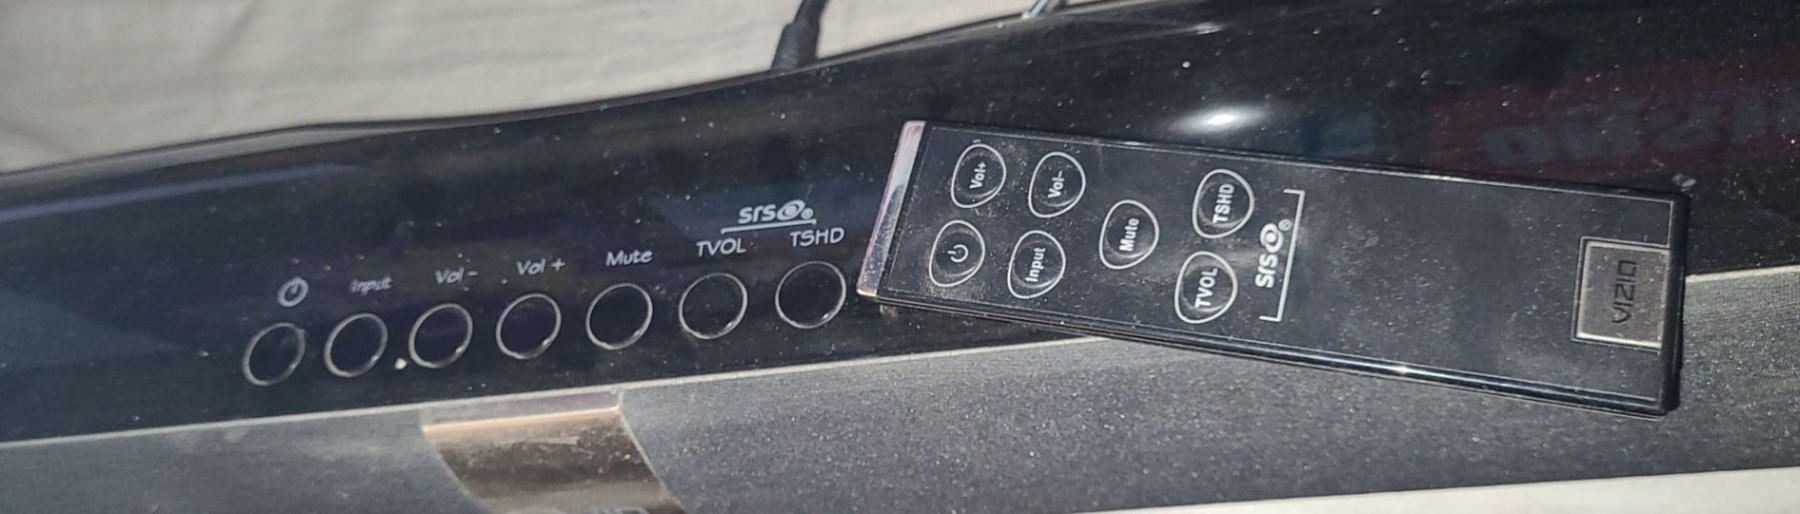 srs
TVOL TSHD
Input Vol - Vol + Mute
Vol+ Vol-
Input
Mute
TSHD
TVOL
srs®
VIZIO